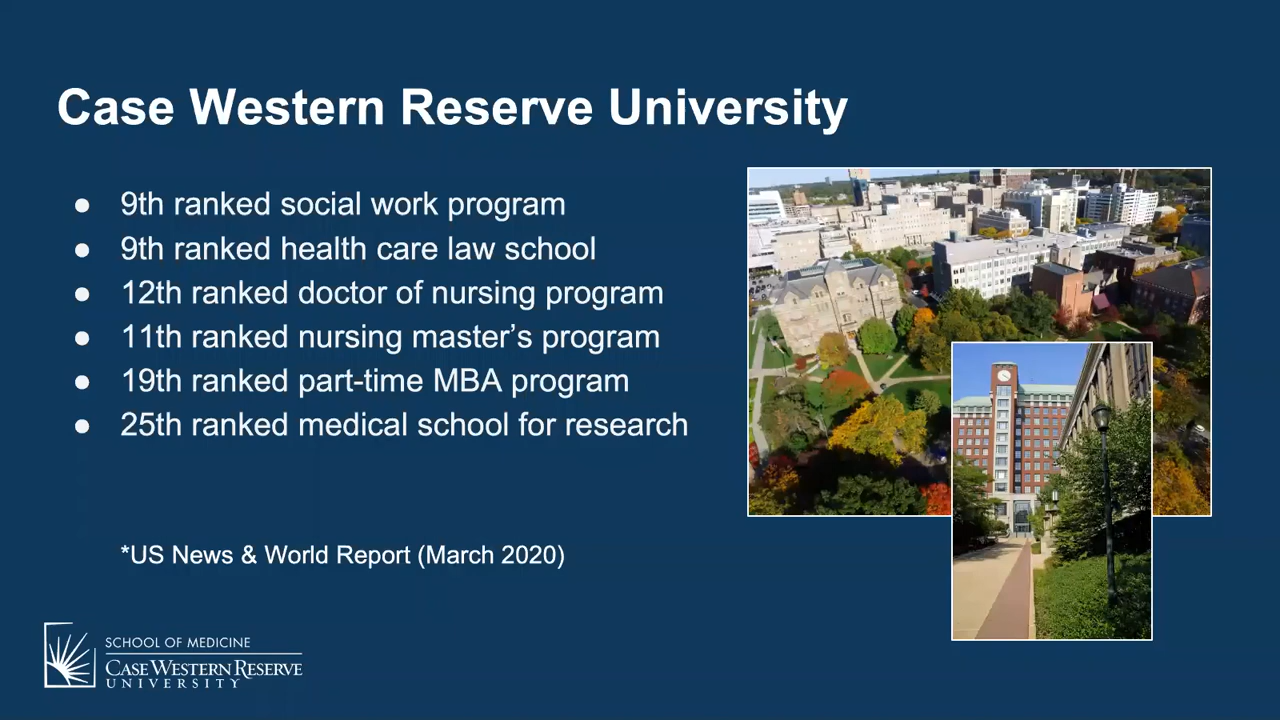 Case Western Reserve University
● 9th ranked social work program
● 9th ranked health care law school
● 12th ranked doctor of nursing program
● 11th ranked nursing master’s program
● 19th ranked part-time MBA program
● 25th ranked medical school for research
*US News & World Report (March 2020)
SCHOOL OF MEDICINE
CASE WESTERN RESERVE
UNIVERSITY